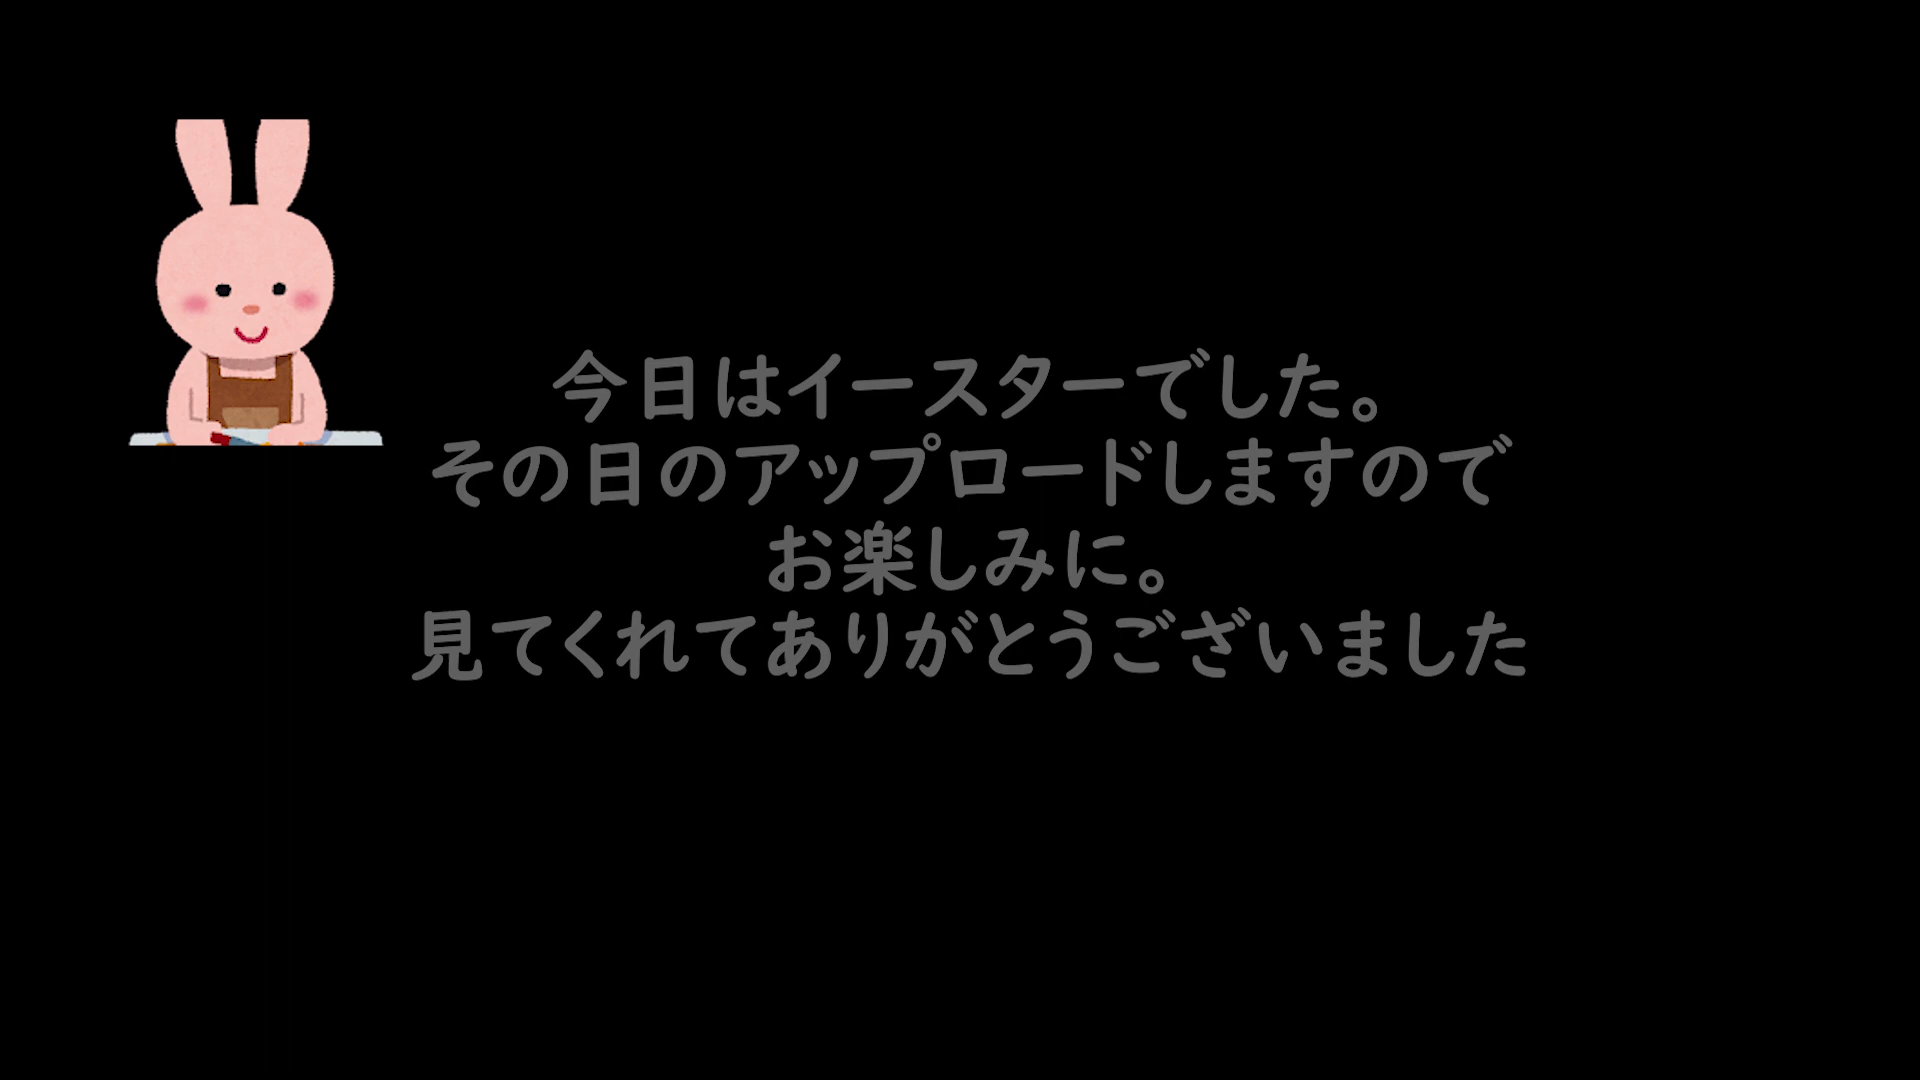 今日はイースターでした。
その日のアップロードしますので
お楽しみに。
見てくれてありがとうございました